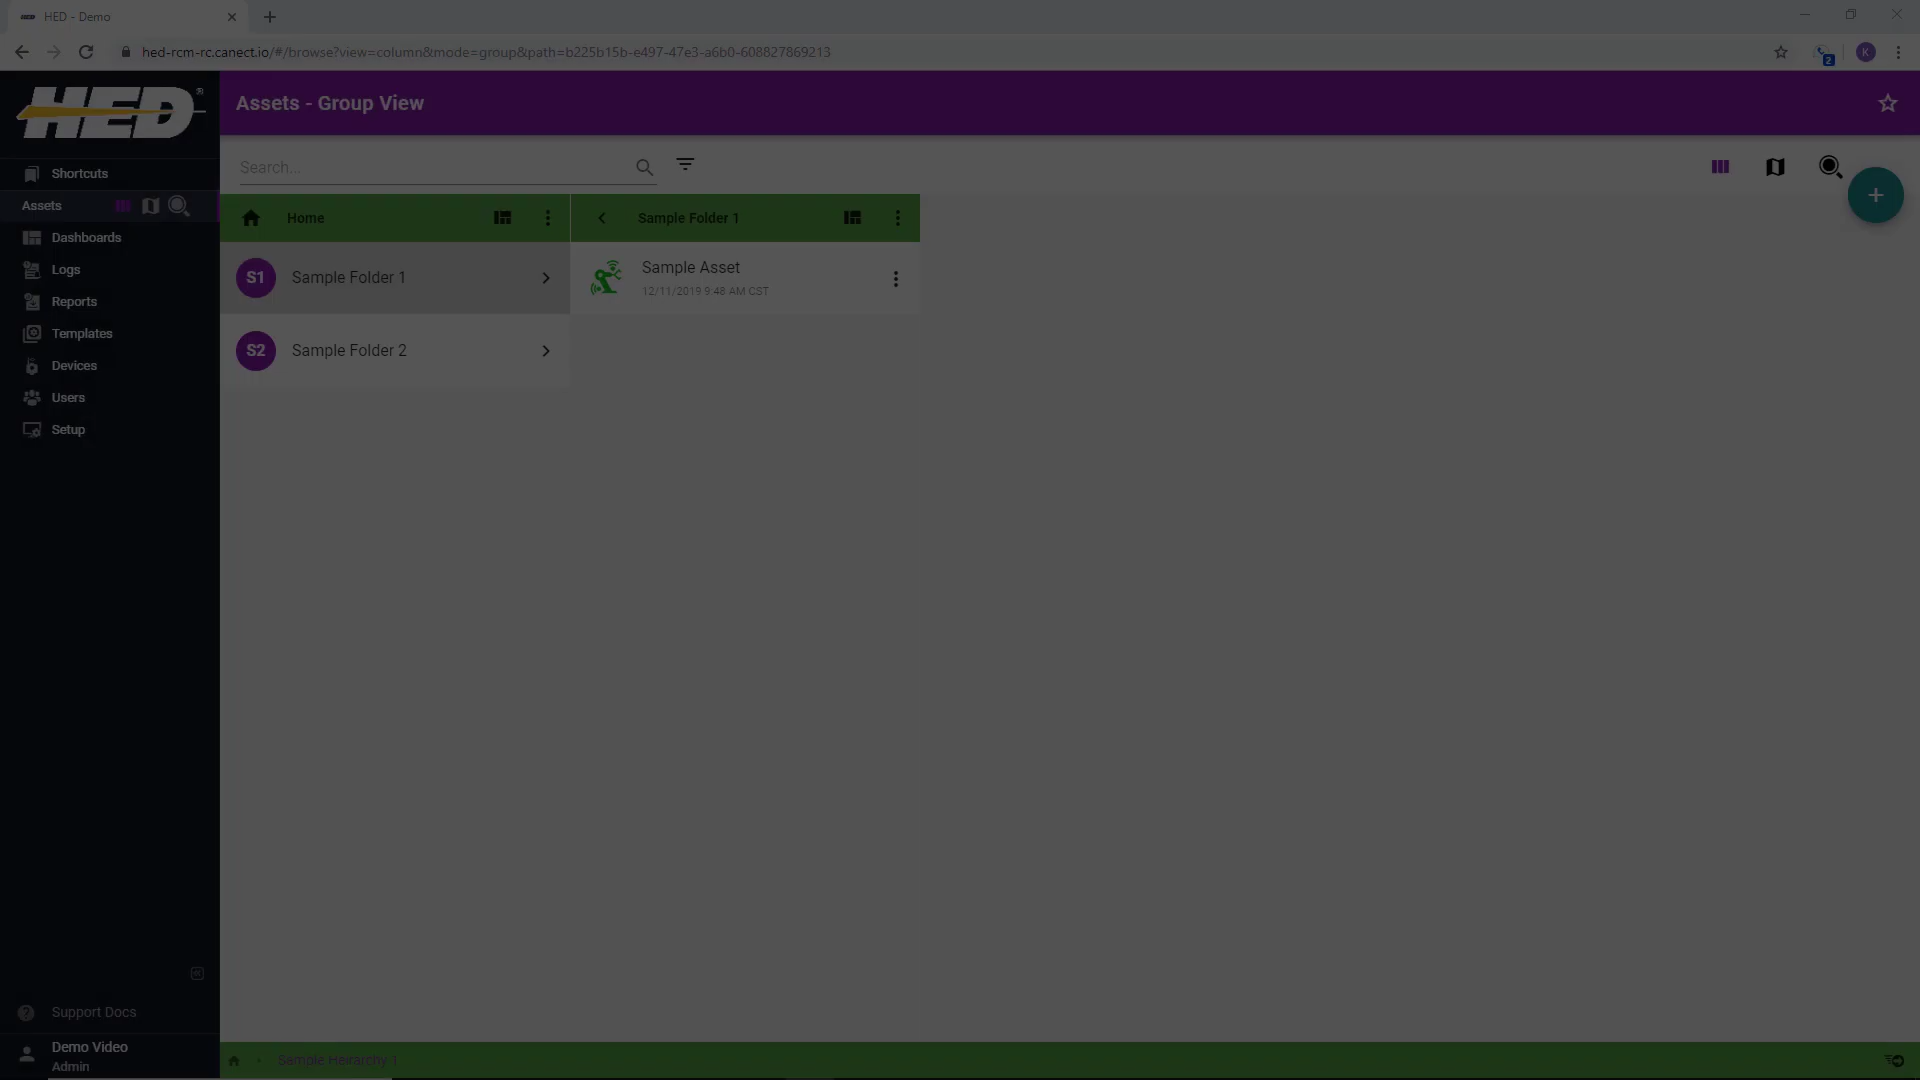 HED - Demo
hed-rcm-rc.canect.io/#/browse?view=column&mode=group&path=b225b15b-e497-47e3-a6b0-608827869213
2
K
HED®
Assets - Group View
Search...
Shortcuts
Assets
Dashboards
Logs
Reports
Templates
Devices
Users
Setup
Home
S1 Sample Folder 1
S2 Sample Folder 2
Sample Folder 1
Sample Asset
12/11/2019 9:48 AM CST
Support Docs
Demo Video
Admin
Sample Heirarchy 1